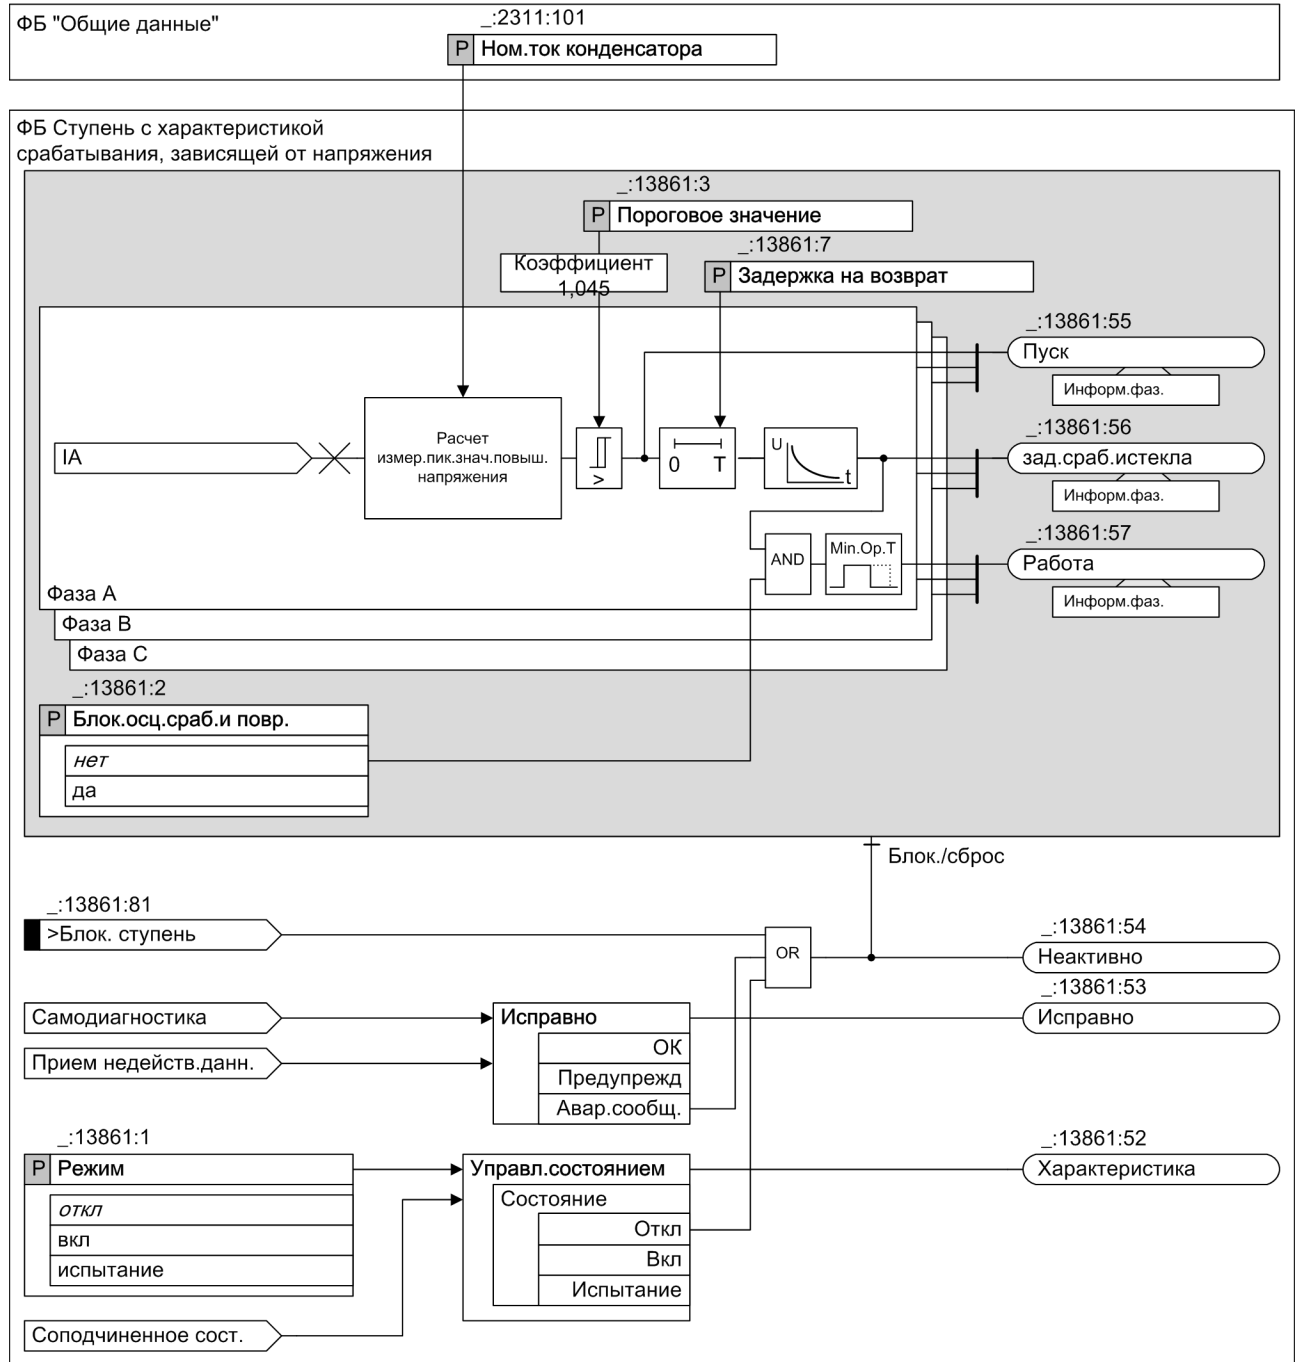 ФБ "Общие данные"
_:2311:101
P Ном.ток конденсатора
ФБ Ступень с характеристикой
срабатывания, зависящей от напряжения
_:13861:3
P Пороговое значение
_:13861:7
Коэффициент
1,045
P Задержка на возврат
_:13861:55
Пуск
Информ.фаз.
IA
Расчет
измер.пик.знач.повыш.
напряжения
>
0 T
U
t
_:13861:56
зад.сраб.истекла
Информ.фаз.
AND
Min.Op.T
_:13861:57
Работа
Информ.фаз.
Фаза A
Фаза B
Фаза C
_:13861:2
P Блок.осц.сраб.и повр.
нет
да
Блок./сброс
_:13861:81
>Блок. ступень
OR
_:13861:54
Неактивно
_:13861:53
Самодиагностика
Исправно
Исправно
ОК
Прием недейств.данн.
Предупрежд
Авар.сообщ.
_:13861:1
_:13861:52
P Режим
Управл.состоянием
Характеристика
откл
Состояние
вкл
Откл
испытание
Вкл
Испытание
Соподчиненное сост.